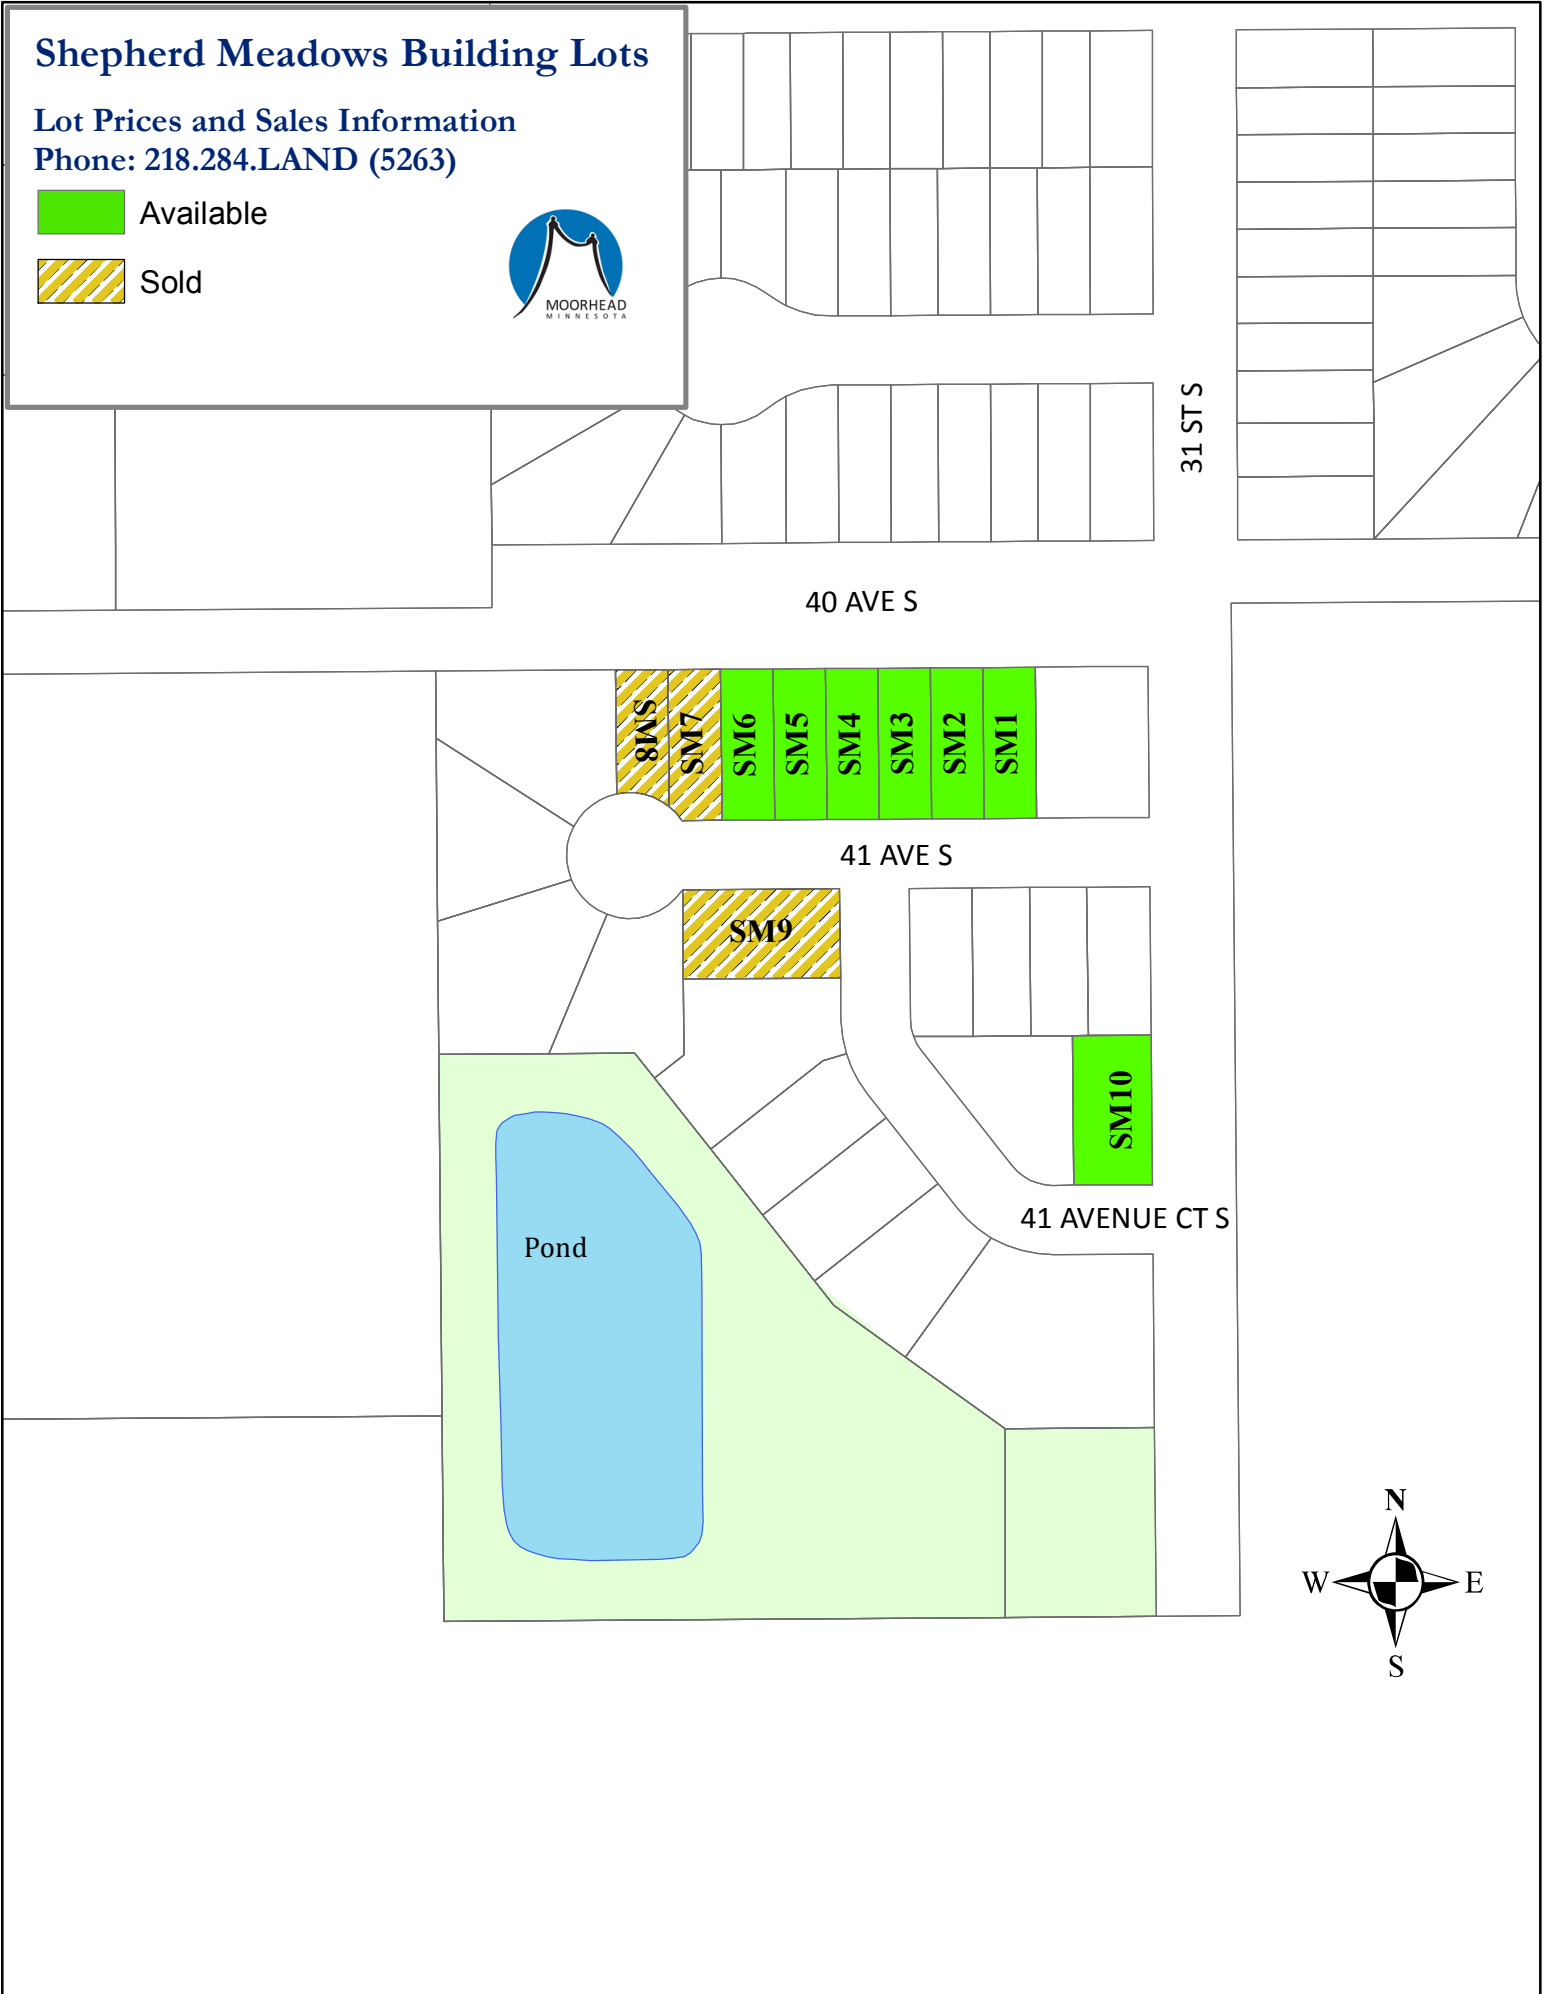 Shepherd Meadows Building Lots
Lot Prices and Sales Information
Phone: 218.284.LAND (5263)
Available
Sold
MOORHEAD
MINNESOTA
31 ST S
40 AVE S
SM8
SM7
SM6
SM5
SM4
SM3
SM2
SM1
41 AVE S
SM9
SM10
41 AVENUE CT S
Pond
N
W
E
S